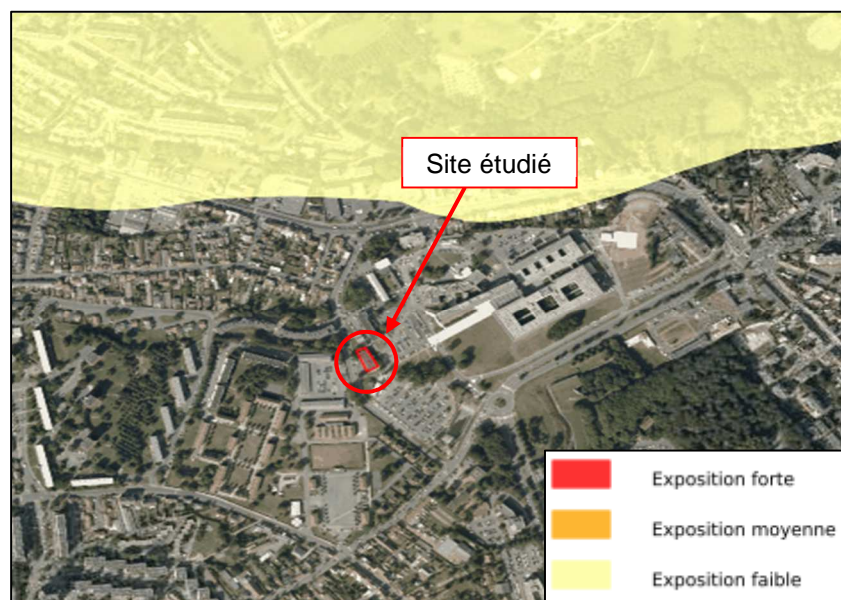 Site étudié
Exposition forte
Exposition moyenne
Exposition faible